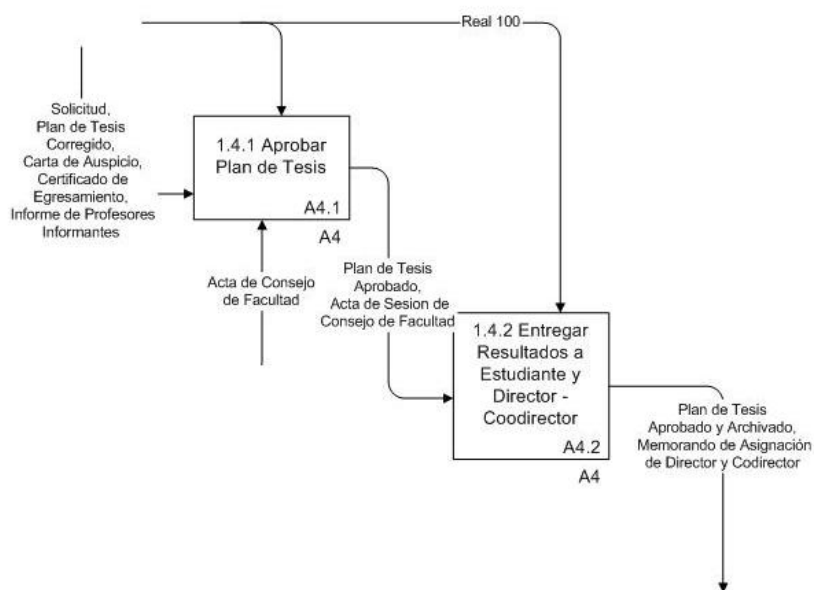 Real 100
Solicitud,
Plan de Tesis
Corregido,
Carta de Auspicio,
Certificado de
Egresamiento,
Informe de Profesores
Informantes
1.4.1 Aprobar
Plan de Tesis
A4.1
A4
Acta de Consejo
de Facultad
Plan de Tesis
Aprobado,
Acta de Sesion de
Consejo de Facultad
1.4.2 Entregar
Resultados a
Estudiante y
Director -
Coodirector
A4.2
A4
Plan de Tesis
Aprobado y Archivado,
Memorando de Asignación
de Director y Codirector